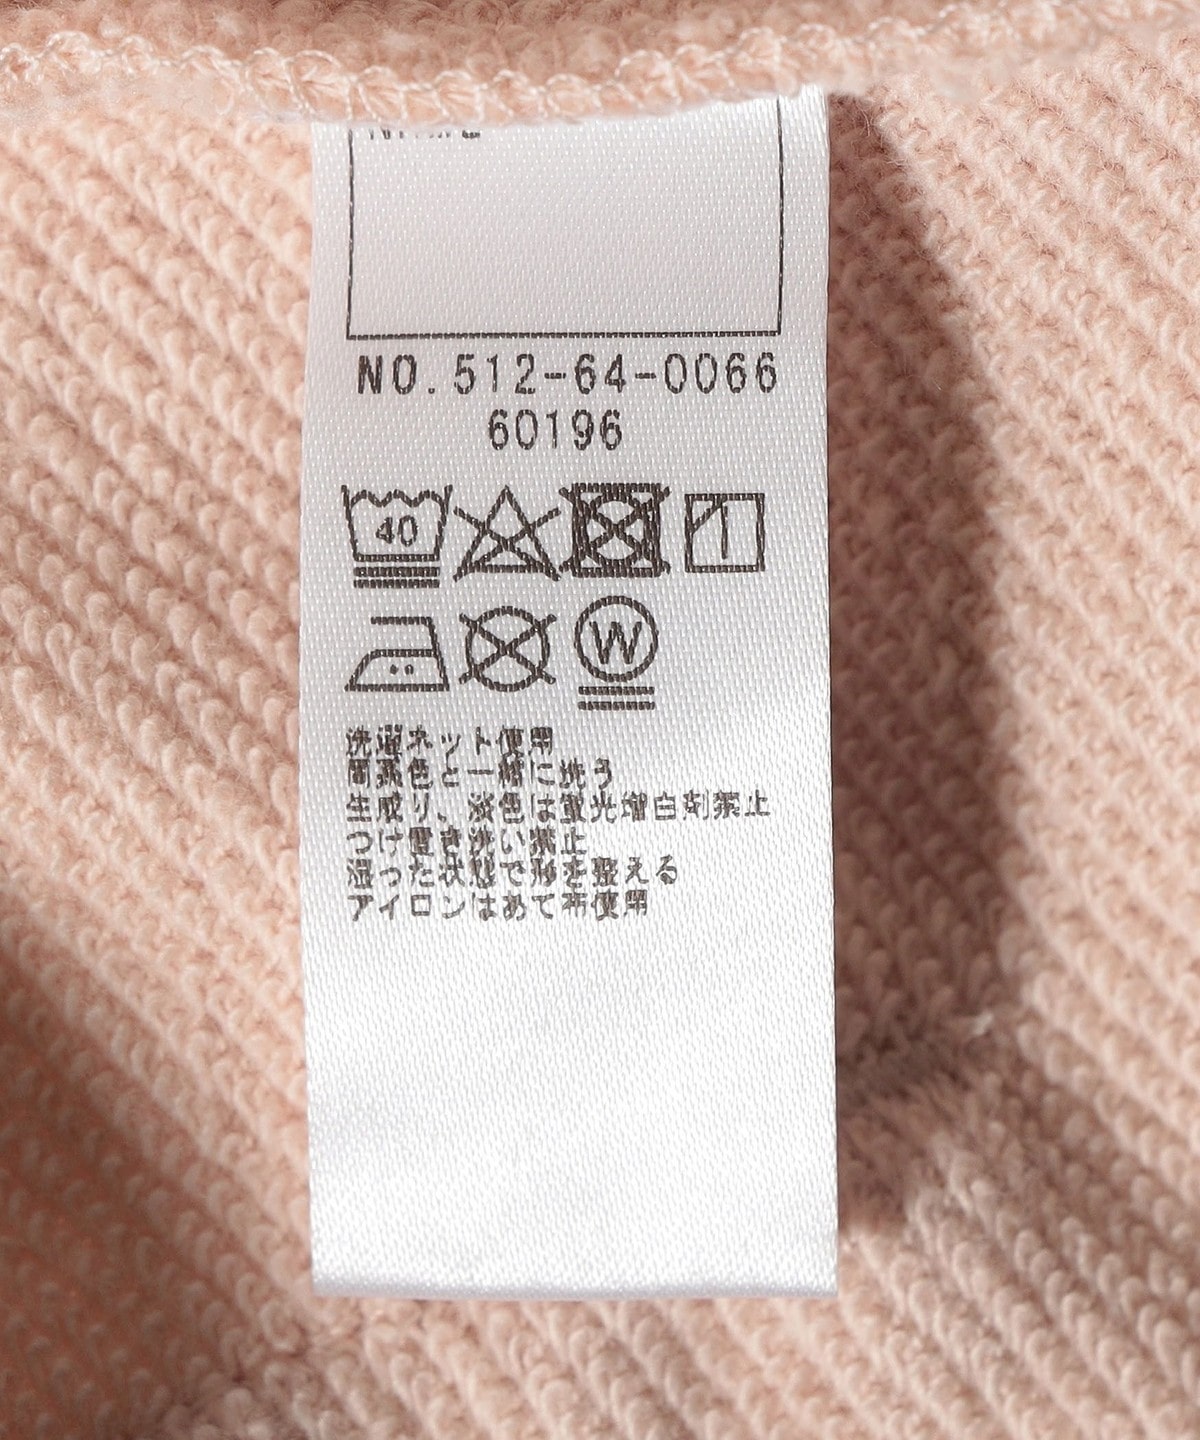 NO.512-64-0066
60196
40
W
洗濯ネット使用
同系色と一緒に洗う
生成り、淡色は蛍光増白剤禁止
つけ置き洗い禁止
湿った状態で形を整える
アイロンはあて布使用